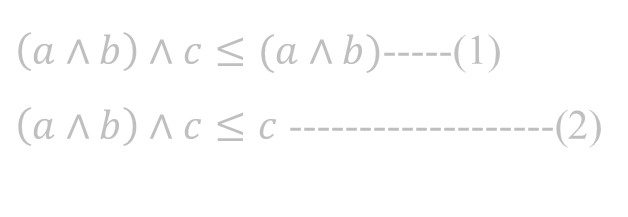 (𝑎 ∧ 𝑏) ∧ 𝑐 ≤ (𝑎 ∧ 𝑏)-----(1)
(𝑎 ∧ 𝑏) ∧ 𝑐 ≤ 𝑐 -------------------(2)